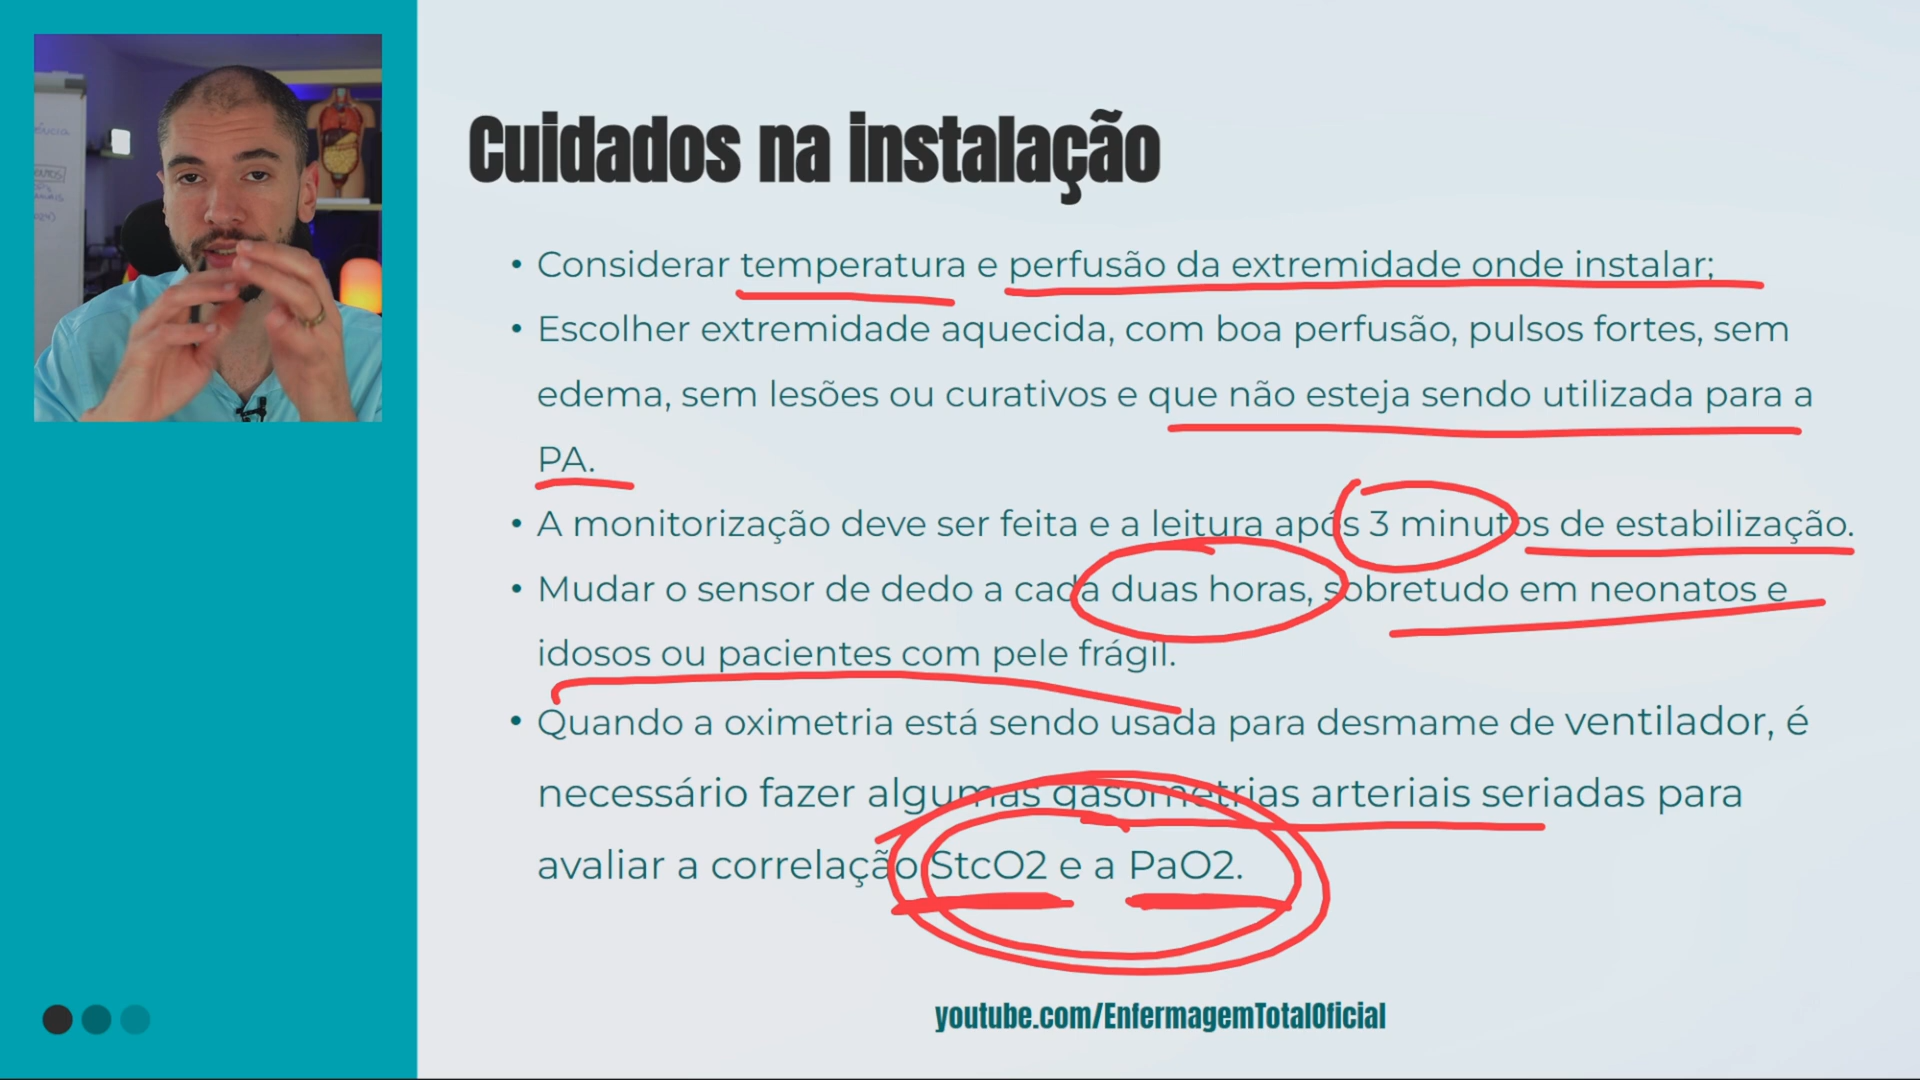 Cuidados na instalação
• Considerar temperatura e perfusão da extremidade onde instalar;
• Escolher extremidade aquecida, com boa perfusão, pulsos fortes, sem
edema, sem lesões ou curativos e que não esteja sendo utilizada para a
PA.
• A monitorização deve ser feita e a leitura após 3 minutos de estabilização.
• Mudar o sensor de dedo a cada duas horas, sobretudo em neonatos e
idosos ou pacientes com pele frágil.
• Quando a oximetria está sendo usada para desmame de ventilador, é
necessário fazer algumas gasometrias arteriais seriadas para
avaliar a correlação StcO2 e a PaO2.
youtube.com/EnfermagemTotalOficial